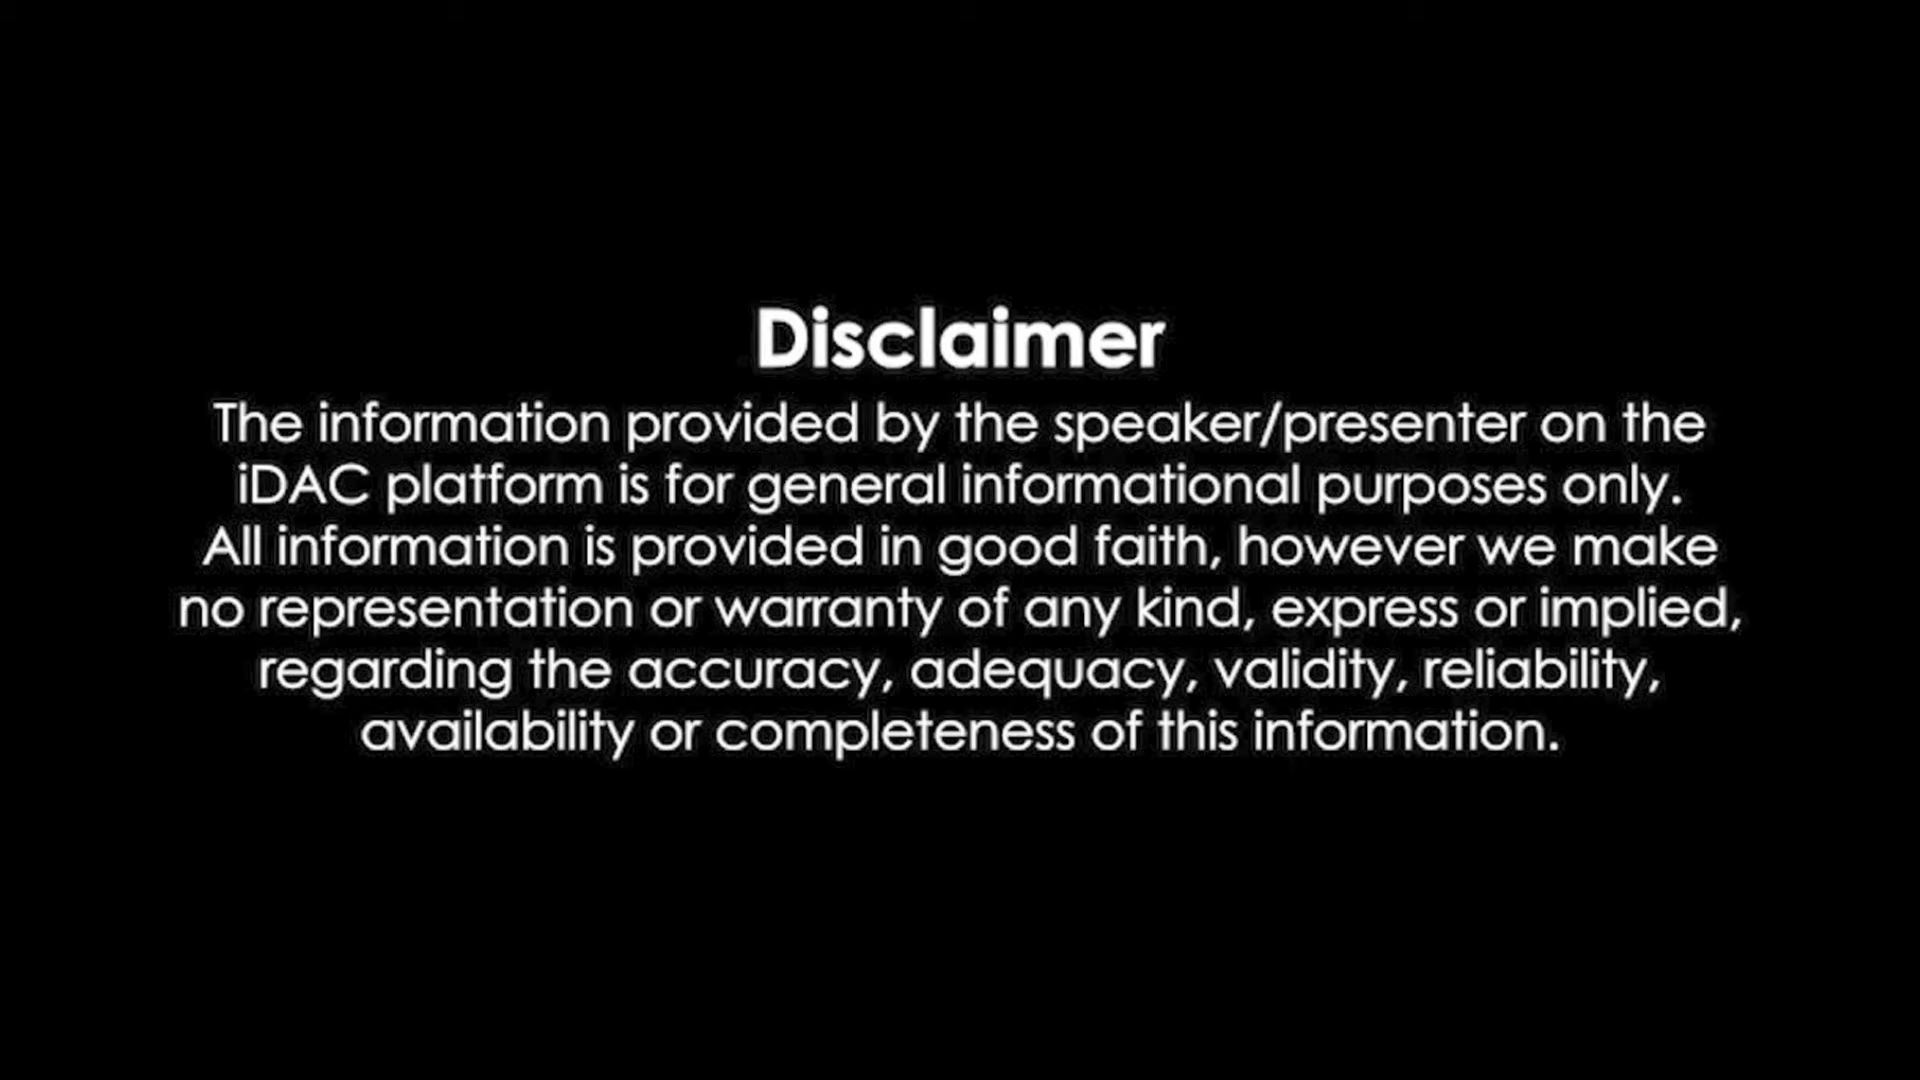 Disclaimer
The information provided by the speaker/presenter on the
iDAC platform is for general informational purposes only.
All information is provided in good faith, however we make
no representation or warranty of any kind, express or implied,
regarding the accuracy, adequacy, validity, reliability,
availability or completeness of this information.